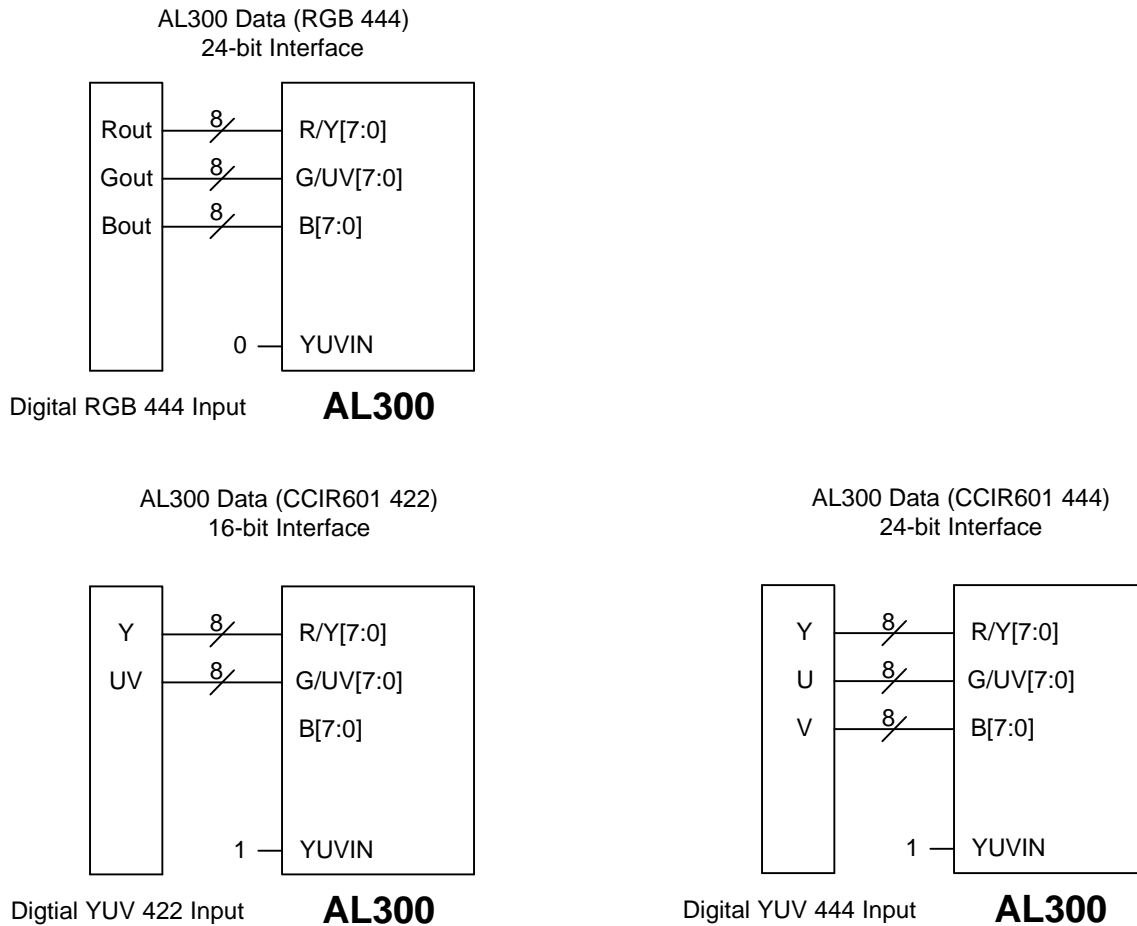 AL300 Data (RGB 444)
24-bit Interface
Rout 8 R/Y[7:0]
Gout 8 G/UV[7:0]
Bout 8 B[7:0]
0 YUVIN
Digital RGB 444 Input AL300
AL300 Data (CCIR601 422)
16-bit Interface
Y 8 R/Y[7:0]
UV 8 G/UV[7:0]
B[7:0]
1 YUVIN
Digtial YUV 422 Input AL300
AL300 Data (CCIR601 444)
24-bit Interface
Y 8 R/Y[7:0]
U 8 G/UV[7:0]
V 8 B[7:0]
1 YUVIN
Digital YUV 444 Input AL300